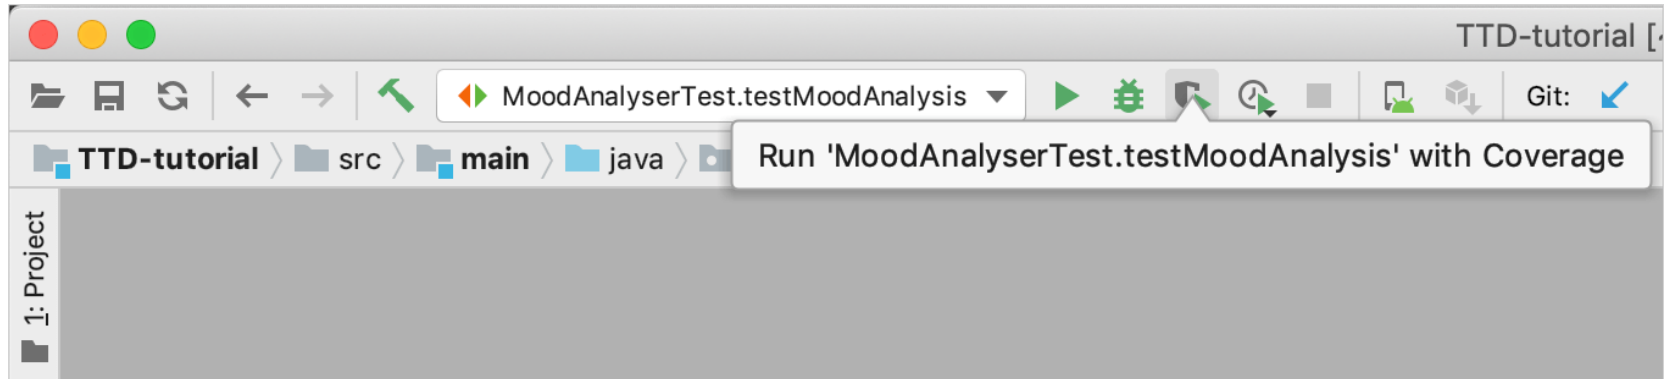 TTD-tutorial [
MoodAnalyserTest.testMoodAnalysis Git:
TTD-tutorial src main java
Run 'MoodAnalyserTest.testMoodAnalysis' with Coverage
1: Project